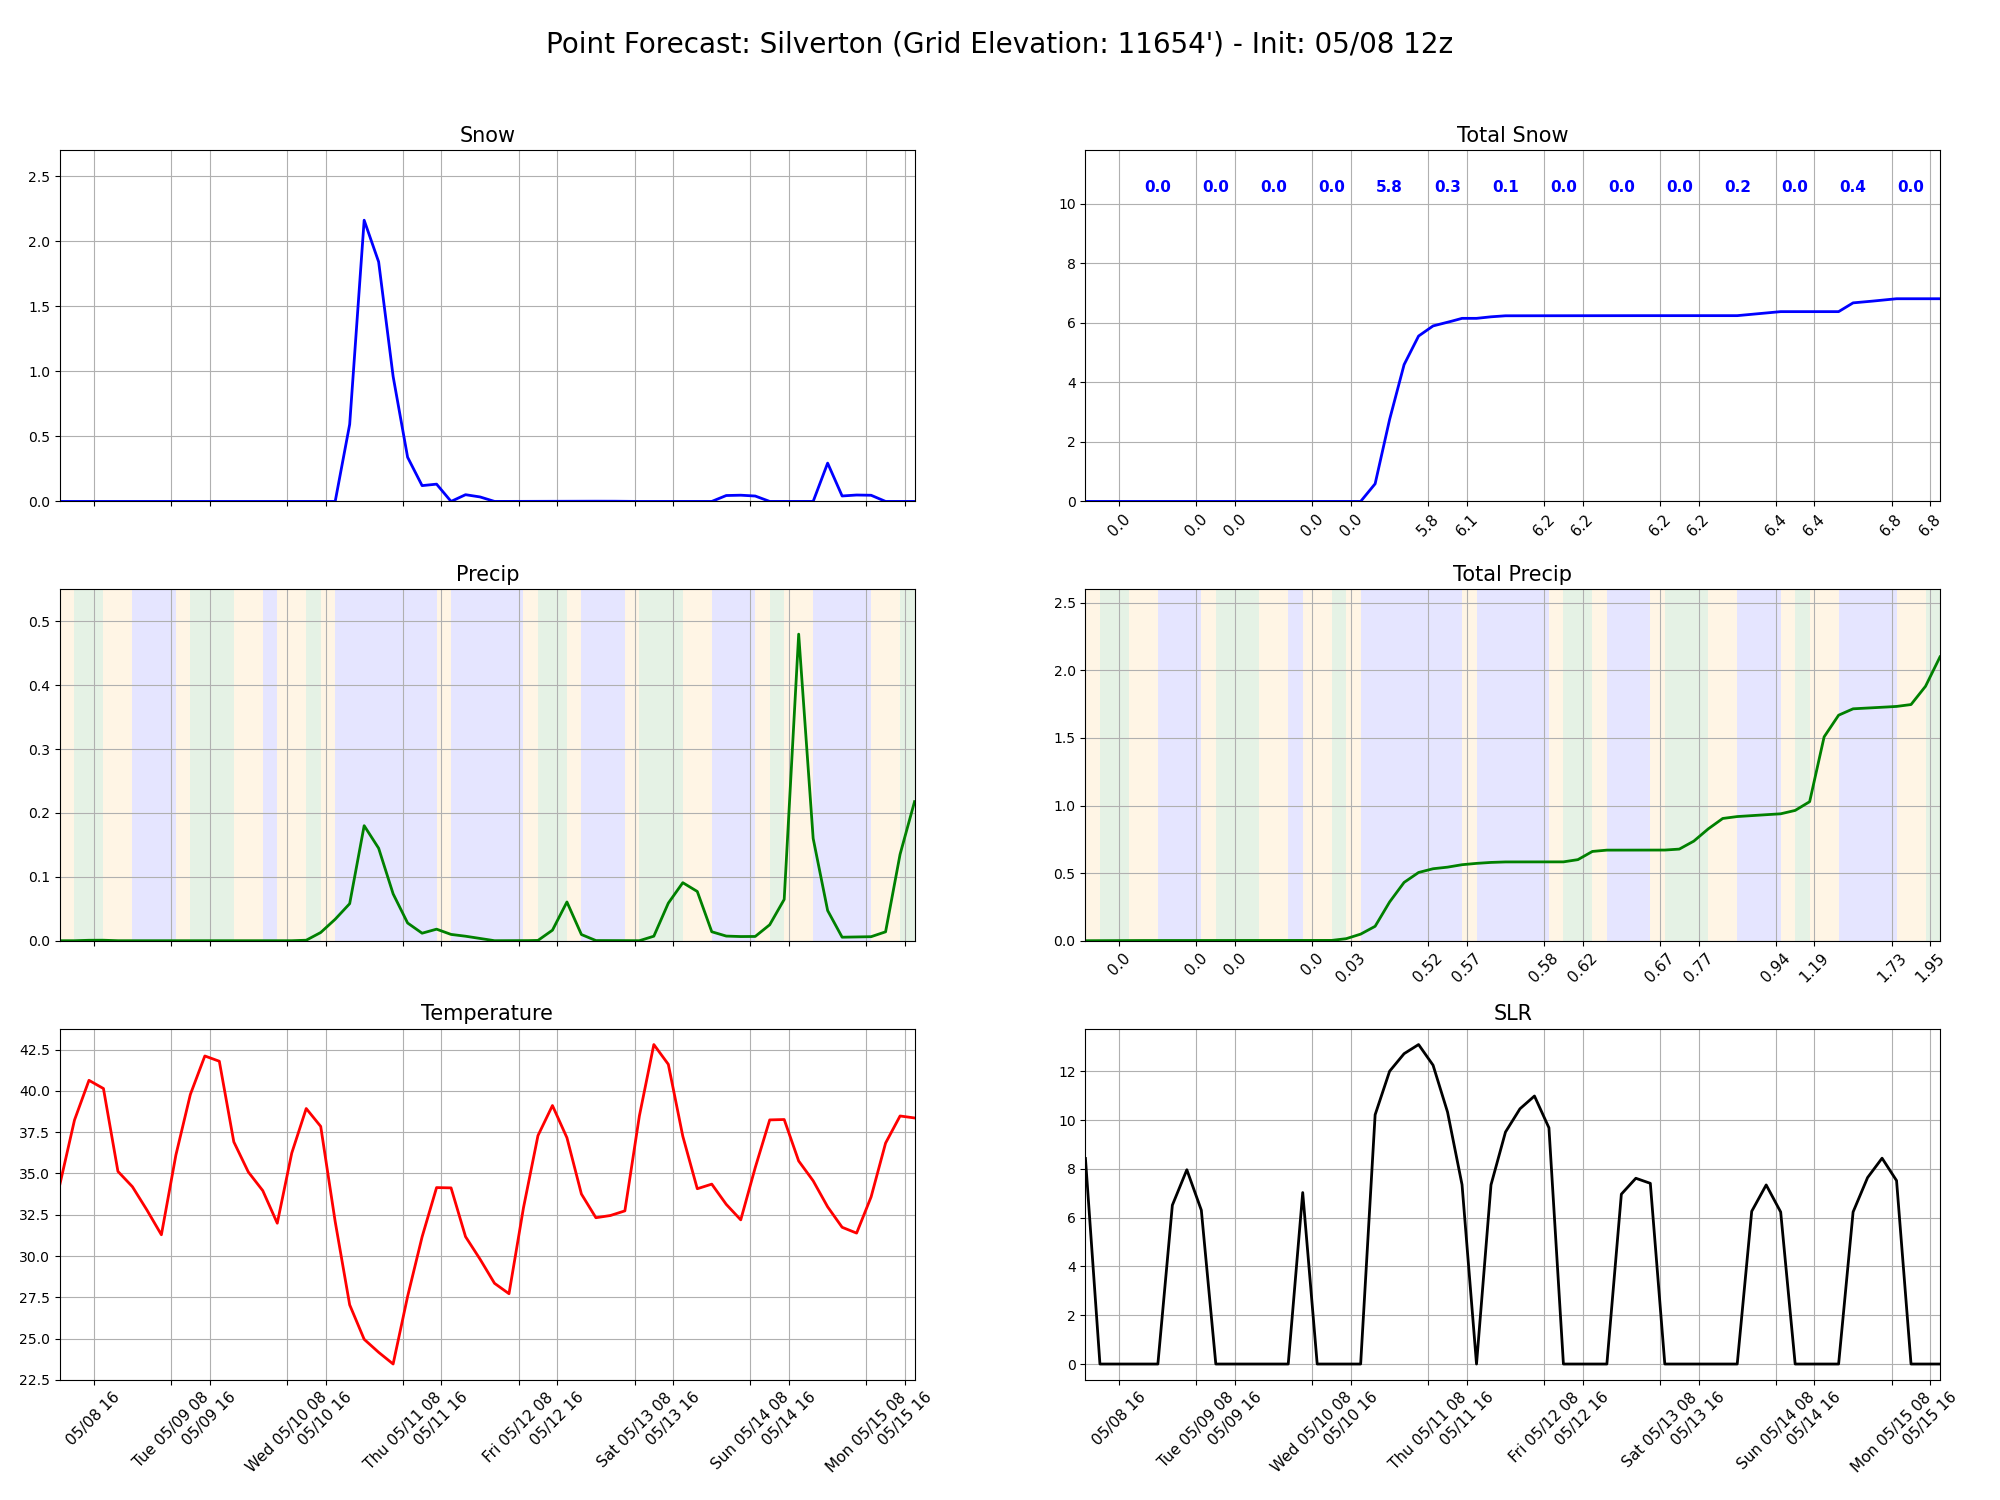 Point Forecast: Silverton (Grid Elevation: 11654') - Init: 05/08 12z
Snow
2.5
2.0
1.5
1.0
0.5
0.0
Total Snow
0.0 0.0 0.0 0.0 5.8 0.3 0.1 0.0 0.0 0.0 0.2 0.0 0.4 0.0
10
8
6
4
2
0
0.0 0.0 0.0 0.0 0.0 5.8 6.1 6.2 6.2 6.2 6.2 6.4 6.4 6.8 6.8
Precip
0.5
0.4
0.3
0.2
0.1
0.0
Total Precip
2.5
2.0
1.5
1.0
0.5
0.0
0.0 0.0 0.0 0.0 0.03 0.52 0.57 0.58 0.62 0.67 0.77 0.94 1.19 1.73 1.95
Temperature
42.5
40.0
37.5
35.0
32.5
30.0
27.5
25.0
22.5
05/08 16
Tue 05/09 08
05/09 16
Wed 05/10 08
05/10 16
Thu 05/11 08
05/11 16
Fri 05/12 08
05/12 16
Sat 05/13 08
05/13 16
Sun 05/14 08
05/14 16
Mon 05/15 08
05/15 16
SLR
12
10
8
6
4
2
0
05/08 16
Tue 05/09 08
05/09 16
Wed 05/10 08
05/10 16
Thu 05/11 08
05/11 16
Fri 05/12 08
05/12 16
Sat 05/13 08
05/13 16
Sun 05/14 08
05/14 16
Mon 05/15 08
05/15 16